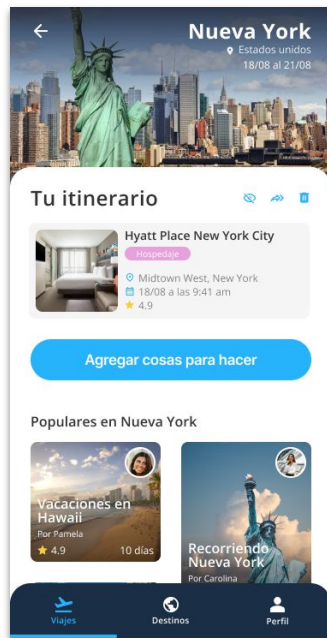 Nueva York
Estados unidos
18/08 al 21/08
Tu itinerario
Hyatt Place New York City
Hospedaje
Midtown West, New York
18/08 a las 9:41 am
4.9
Agregar cosas para hacer
Populares en Nueva York
Vacaciones en
Hawaii
Por Pamela
4.9
10 días
Recorriendo
Nueva York
Por Carolina
Viajes
Destinos
Perfil